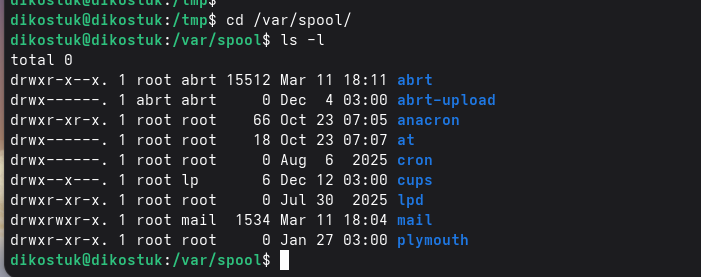 dikostuk@dikostuk:/tmp$
dikostuk@dikostuk:/tmp$ cd /var/spool/
dikostuk@dikostuk:/var/spool$ ls -l
total 0
drwxr-x--x. 1 root abrt 15512 Mar 11 18:11 abrt
drwx------. 1 abrt abrt     0 Dec  4 03:00 abrt-upload
drwxr-xr-x. 1 root root    66 Oct 23 07:05 anacron
drwx------. 1 root root    18 Oct 23 07:07 at
drwx------. 1 root root     0 Aug  6  2025 cron
drwx--x---. 1 root lp       6 Dec 12 03:00 cups
drwxr-xr-x. 1 root root     0 Jul 30  2025 lpd
drwxrwxr-x. 1 root mail  1534 Mar 11 18:04 mail
drwxr-xr-x. 1 root root     0 Jan 27 03:00 plymouth
dikostuk@dikostuk:/var/spool$